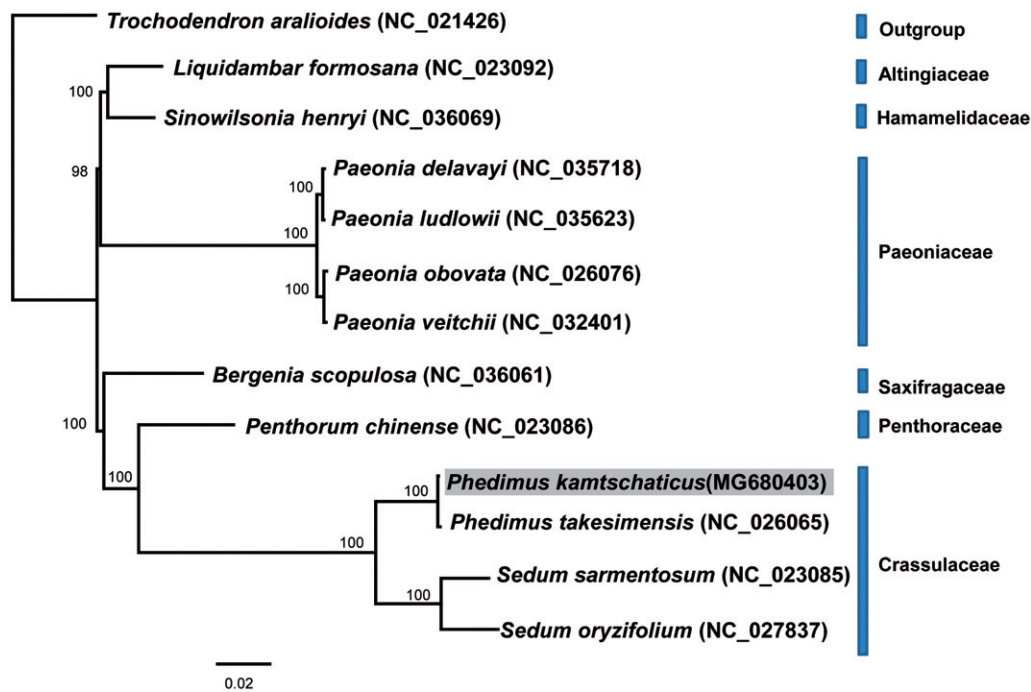 Trochodendron aralioides (NC_021426)
Outgroup
Liquidambar formosana (NC_023092)
Altingiaceae
100
Sinowilsonia henryi (NC_036069)
Hamamelidaceae
98
Paeonia delavayi (NC_035718)
100
Paeonia ludlowii (NC_035623)
100
Paeoniaceae
Paeonia obovata (NC_026076)
100
Paeonia veitchii (NC_032401)
Bergenia scopulosa (NC_036061)
Saxifragaceae
100
Penthorum chinense (NC_023086)
Penthoraceae
100
Phedimus kamtschaticus(MG680403)
100
Phedimus takesimensis (NC_026065)
100
Crassulaceae
Sedum sarmentosum (NC_023085)
100
Sedum oryzifolium (NC_027837)
0.02